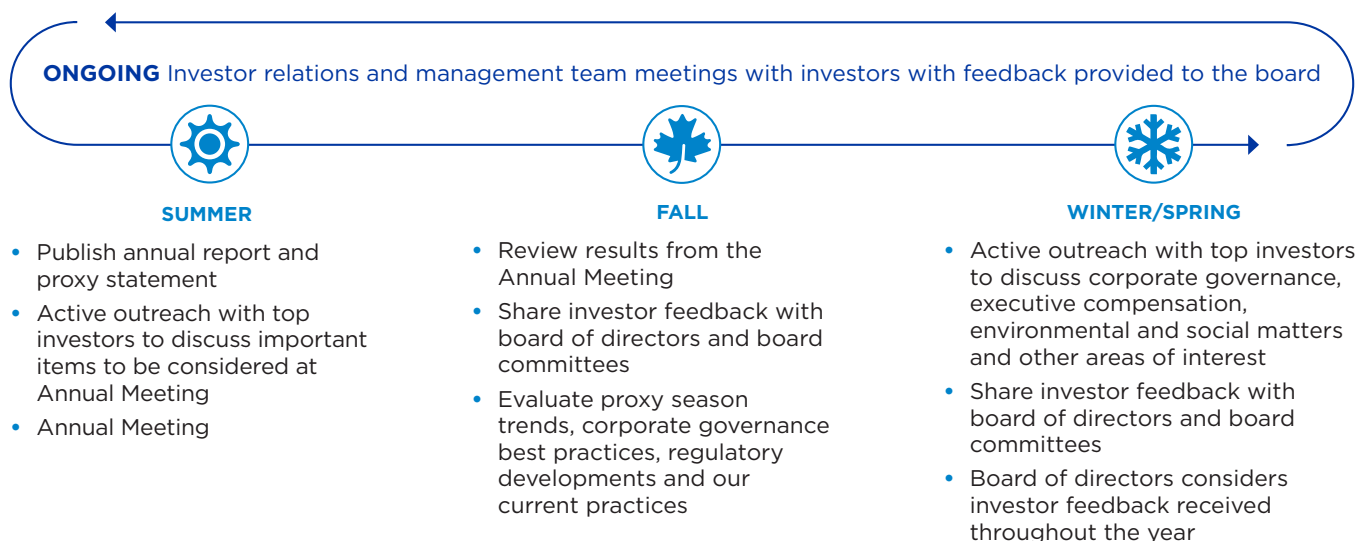 ONGOING Investor relations and management team meetings with investors with feedback provided to the board
SUMMER
• Publish annual report and
proxy statement
• Active outreach with top
investors to discuss important
items to be considered at
Annual Meeting
• Annual Meeting
FALL
• Review results from the
Annual Meeting
• Share investor feedback with
board of directors and board
committees
• Evaluate proxy season
trends, corporate governance
best practices, regulatory
developments and our
current practices
WINTER/SPRING
• Active outreach with top investors
to discuss corporate governance,
executive compensation,
environmental and social matters
and other areas of interest
• Share investor feedback with
board of directors and board
committees
• Board of directors considers
investor feedback received
throughout the year